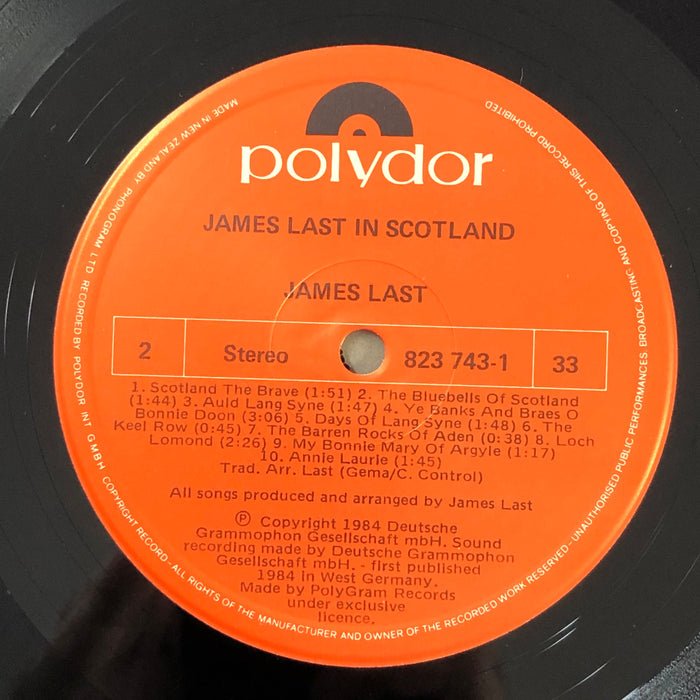 polydor
JAMES LAST IN SCOTLAND
JAMES LAST
2 Stereo 823 743-1 33
1. Scotland The Brave (1:51) 2. The Bluebells Of Scotland
(1:44) 3. Auld Lang Syne (1:47) 4. Ye Banks And Braes O
Bonnie Doon (3:06) 5. Days Of Lang Syne (1:48) 6. The
Keel Row (0:45) 7. The Barren Rocks of Aden (0:38) 8. Loch
Lomond (2:26) 9. My Bonnie Mary Of Argyle (1:17)
10. Annie Laurie (1:45)
Trad. Arr. Last (Gema/C. Control)
All songs produced and arranged by James Last
Ⓟ Copyright 1984 Deutsche
Grammophon Gesellschaft mbH. Sound
recording made by Deutsche Grammophon
Gesellschaft mbH. - first published
1984 in West Germany.
Made by PolyGram Records
under exclusive
licence.
MADE IN NEW ZEALAND BY PHONOGRAM LTD RECORDED BY POLYDOR INT GMBH COPYRIGHT RECORD - ALL RIGHTS OF THE MANUFACTURER AND OWNER OF THE RECORDED WORK RESERVED - UNAUTHORISED PUBLIC PERFORMANCES BROADCASTING AND COPYING OF THIS RECORD PROHIBITED